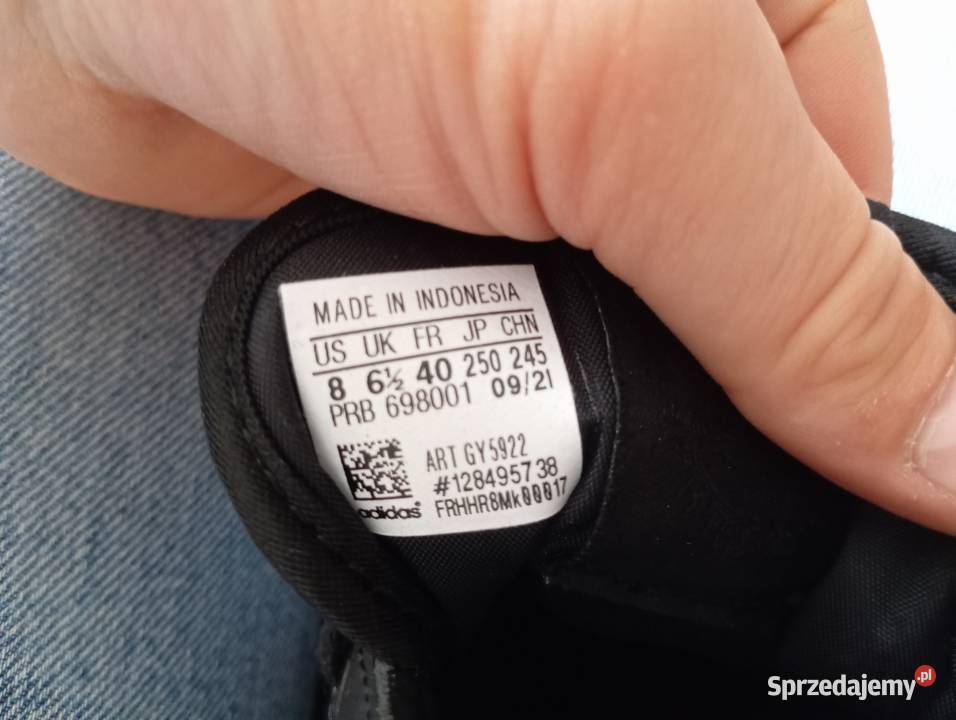 MADE IN INDONESIA
US UK FR JP CHN
8 6½ 40 250 245
PRB 698001 09/21
ART GY5922
#128495738
FRHHR8Mk00017
adidas
Sprzedajemy.pl